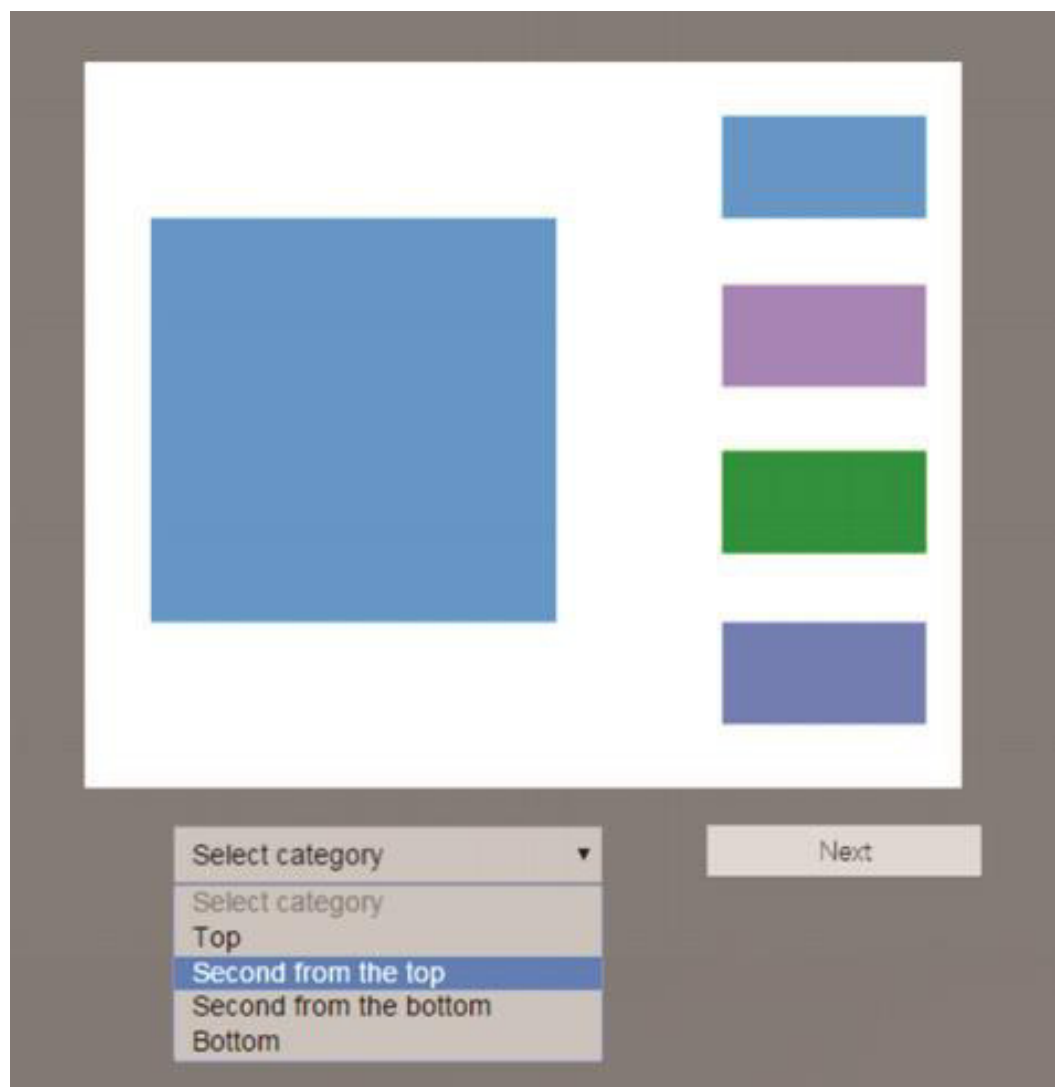 Select category
Next
Select category
Top
Second from the top
Second from the bottom
Bottom